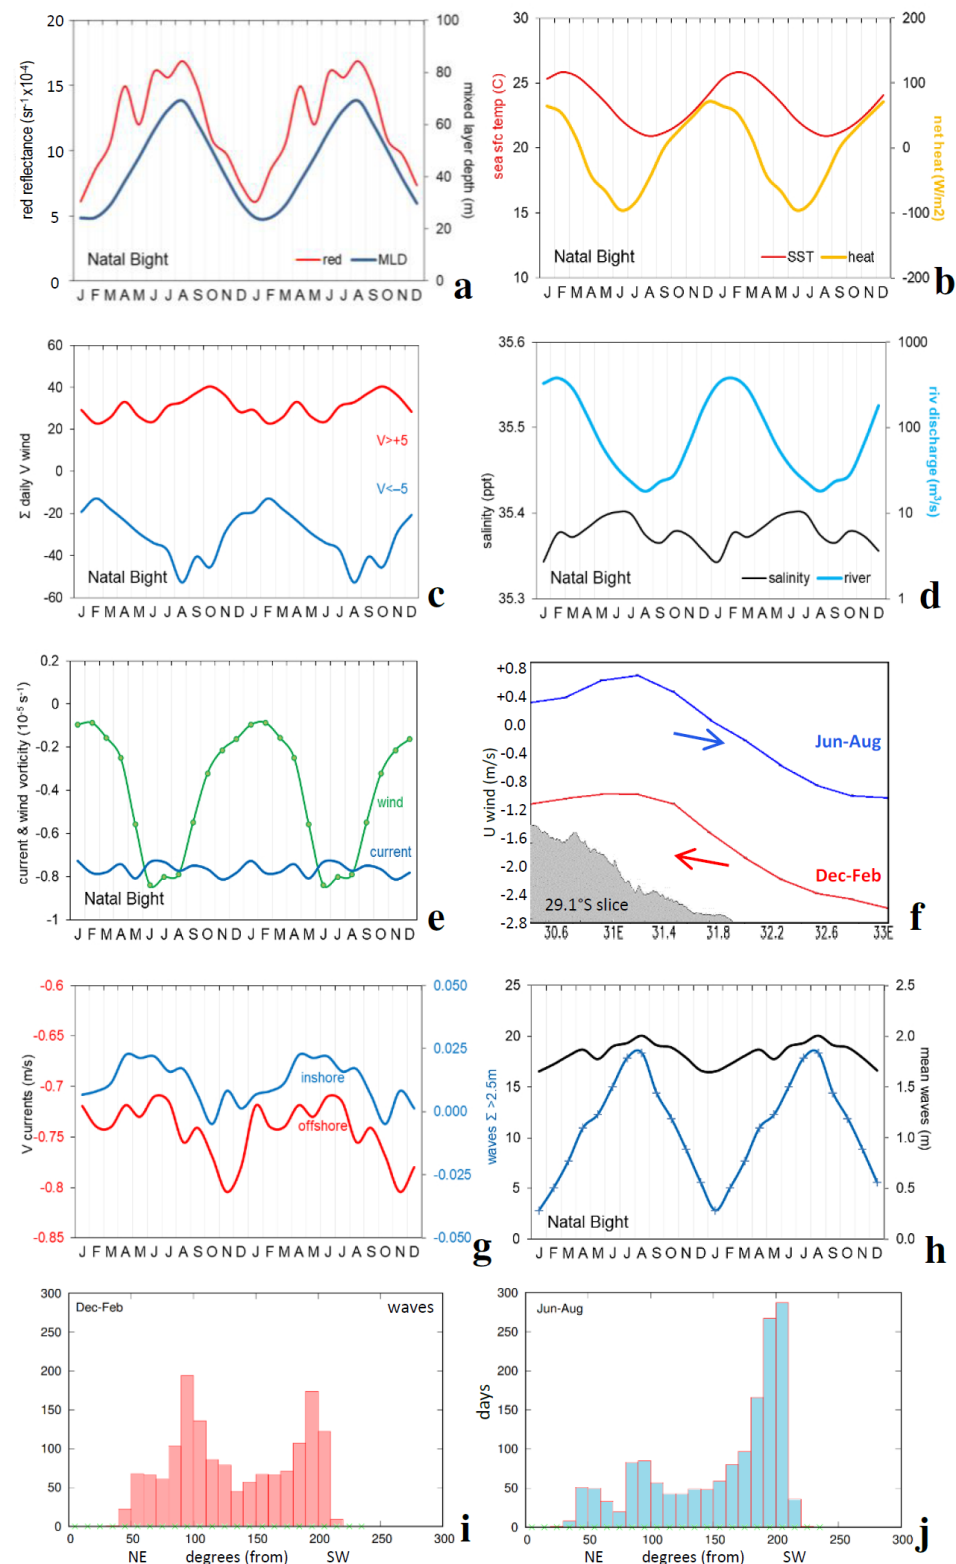 20
15
10
5
0
red reflectance (sr⁻¹ x10⁻⁴)
100
80
60
40
20
0
mixed layer depth (m)
Natal Bight
red
MLD
J F M A M J J A S O N D J F M A M J J A S O N D
a
30
25
20
15
10
sea sfc temp (C)
200
100
0
-100
-200
net heat (W/m2)
Natal Bight
SST
heat
J F M A M J J A S O N D J F M A M J J A S O N D
b
60
40
20
0
-20
-40
-60
Σ daily V wind
V>+5
V<–5
Natal Bight
J F M A M J J A S O N D J F M A M J J A S O N D
c
35.6
35.5
35.4
35.3
salinity (ppt)
1000
100
10
1
riv discharge (m³/s)
Natal Bight
salinity
river
J F M A M J J A S O N D J F M A M J J A S O N D
d
0.2
0
-0.2
-0.4
-0.6
-0.8
-1
current & wind vorticity (10⁻⁵ s⁻¹)
wind
current
Natal Bight
J F M A M J J A S O N D J F M A M J J A S O N D
e
+0.8
+0.4
0.0
-0.4
-0.8
-1.2
-1.6
-2.0
-2.4
-2.8
U wind (m/s)
Jun-Aug
Dec-Feb
29.1°S slice
30.6 31E 31.4 31.8 32.2 32.6 33E
f
-0.6
-0.65
-0.7
-0.75
-0.8
-0.85
V currents (m/s)
0.050
0.025
0.000
-0.025
-0.050
inshore
offshore
J F M A M J J A S O N D J F M A M J J A S O N D
g
25
20
15
10
5
0
waves Σ >2.5m
2.5
2.0
1.5
1.0
0.5
0.0
mean waves (m)
Natal Bight
J F M A M J J A S O N D J F M A M J J A S O N D
h
300
250
200
150
100
50
0
Dec-Feb
waves
0 50 100 150 200 250 300
NE degrees (from) SW
i
300
250
200
150
100
50
0
days
Jun-Aug
0 50 100 150 200 250 300
NE degrees (from) SW
j